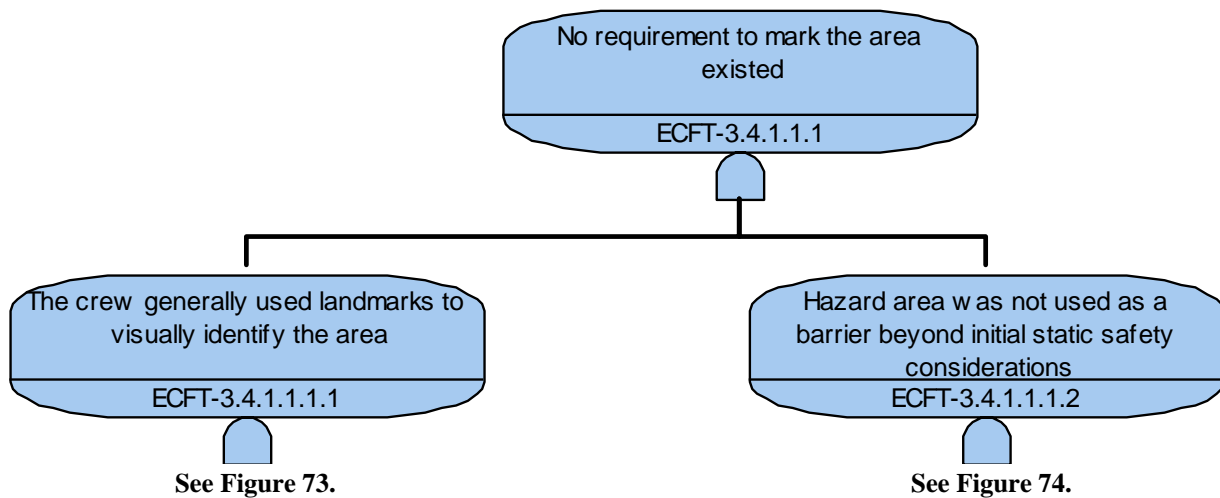 No requirement to mark the area
existed
ECFT-3.4.1.1.1
The crew generally used landmarks to
visually identify the area
ECFT-3.4.1.1.1.1
See Figure 73.
Hazard area was not used as a
barrier beyond initial static safety
considerations
ECFT-3.4.1.1.1.2
See Figure 74.